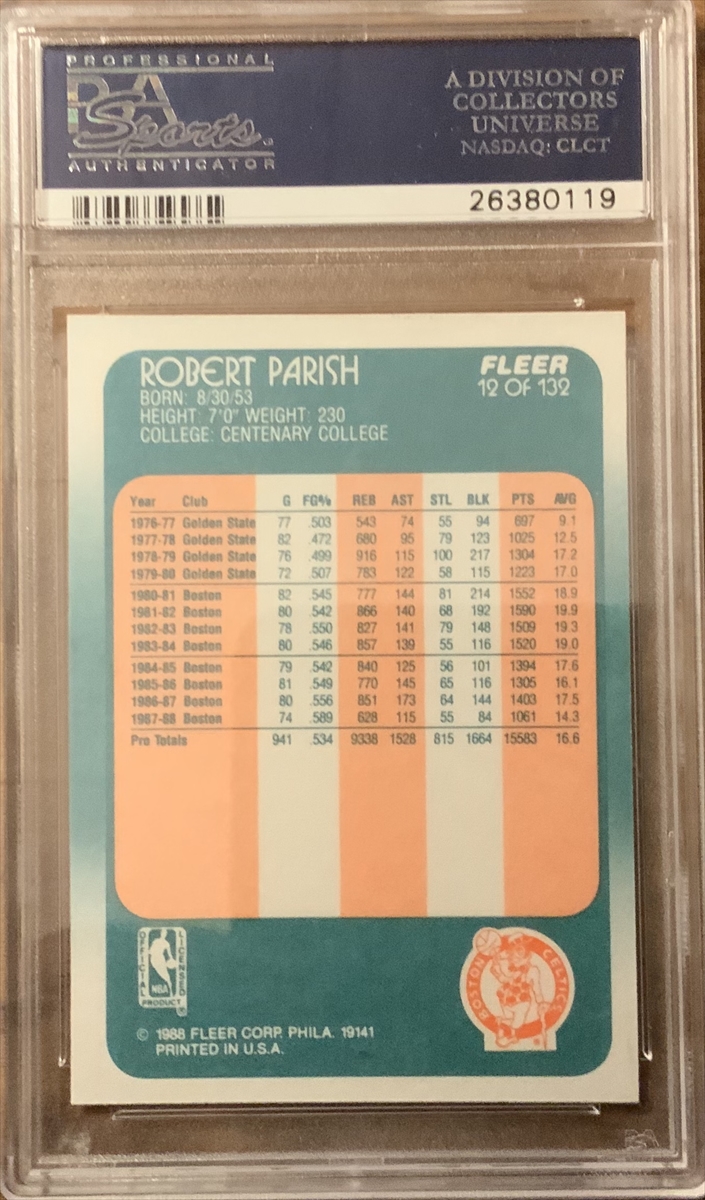 PROFESSIONAL
PSA
Sports.
AUTHENTICATOR
A DIVISION OF
COLLECTORS
UNIVERSE
NASDAQ: CLCT
26380119
ROBERT PARISH
BORN: 8/30/53
HEIGHT: 7'0" WEIGHT: 230
COLLEGE: CENTENARY COLLEGE
FLEER
12 OF 132
Year Club G FG% REB AST STL BLK PTS AVG
1976-77 Golden State 77 .503 543 74 55 94 697 9.1
1977-78 Golden State 82 .472 680 95 79 123 1025 12.5
1978-79 Golden State 76 .499 916 115 100 217 1304 17.2
1979-80 Golden State 72 .507 783 122 58 115 1223 17.0
1980-81 Boston 82 .545 777 144 81 214 1552 18.9
1981-82 Boston 80 .542 866 140 68 192 1590 19.9
1982-83 Boston 78 .550 827 141 79 148 1509 19.3
1983-84 Boston 80 .546 857 139 55 116 1520 19.0
1984-85 Boston 79 .542 840 125 56 101 1394 17.6
1985-86 Boston 81 .549 770 145 65 116 1305 16.1
1986-87 Boston 80 .556 851 173 64 144 1403 17.5
1987-88 Boston 74 .589 628 115 55 84 1061 14.3
Pro Totals 941 .534 9338 1528 815 1664 15583 16.6
OFFICIAL
LICENSED
NBA
PRODUCT
®
BOSTON CELTICS
®
© 1988 FLEER CORP. PHILA. 19141
PRINTED IN U.S.A.
PSA